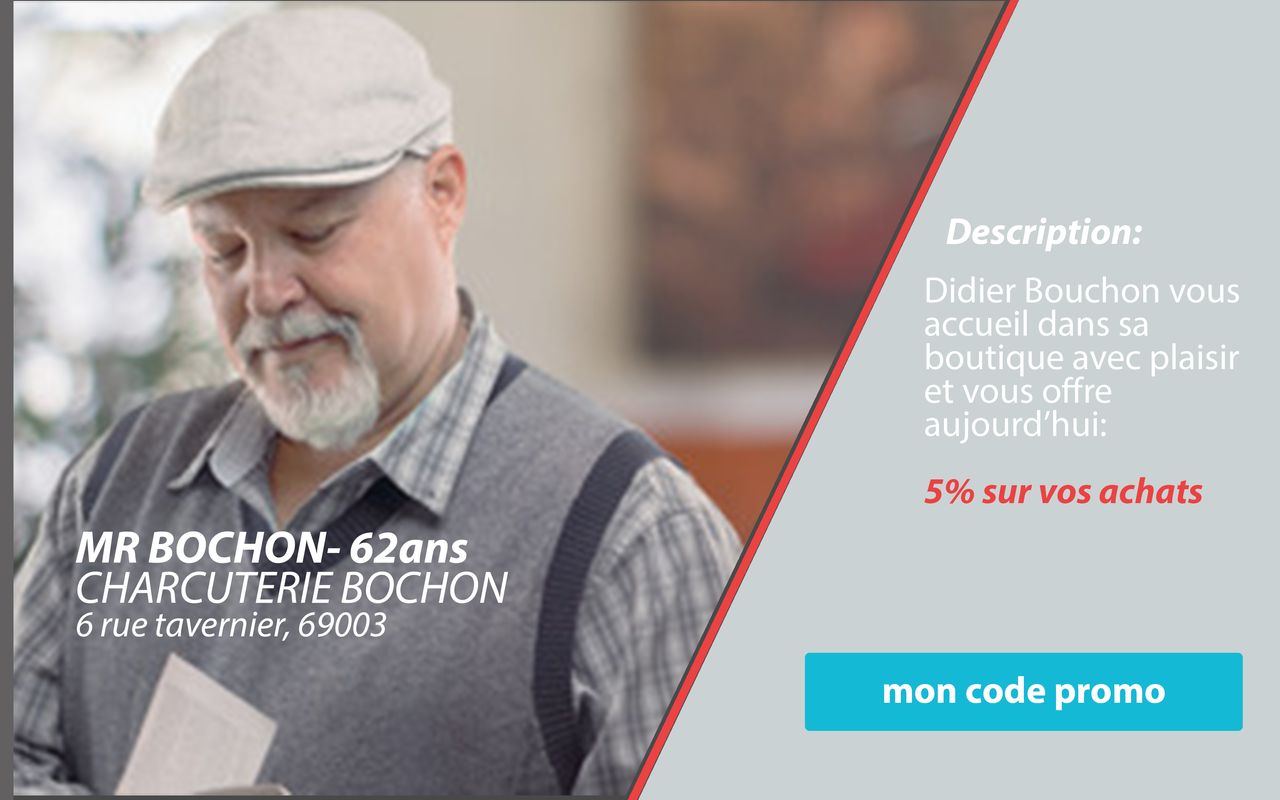 MR BOCHON- 62ans
CHARCUTERIE BOCHON
6 rue tavernier, 69003
Description:
Didier Bouchon vous
accueil dans sa
boutique avec plaisir
et vous offre
aujourd’hui:
5% sur vos achats
mon code promo